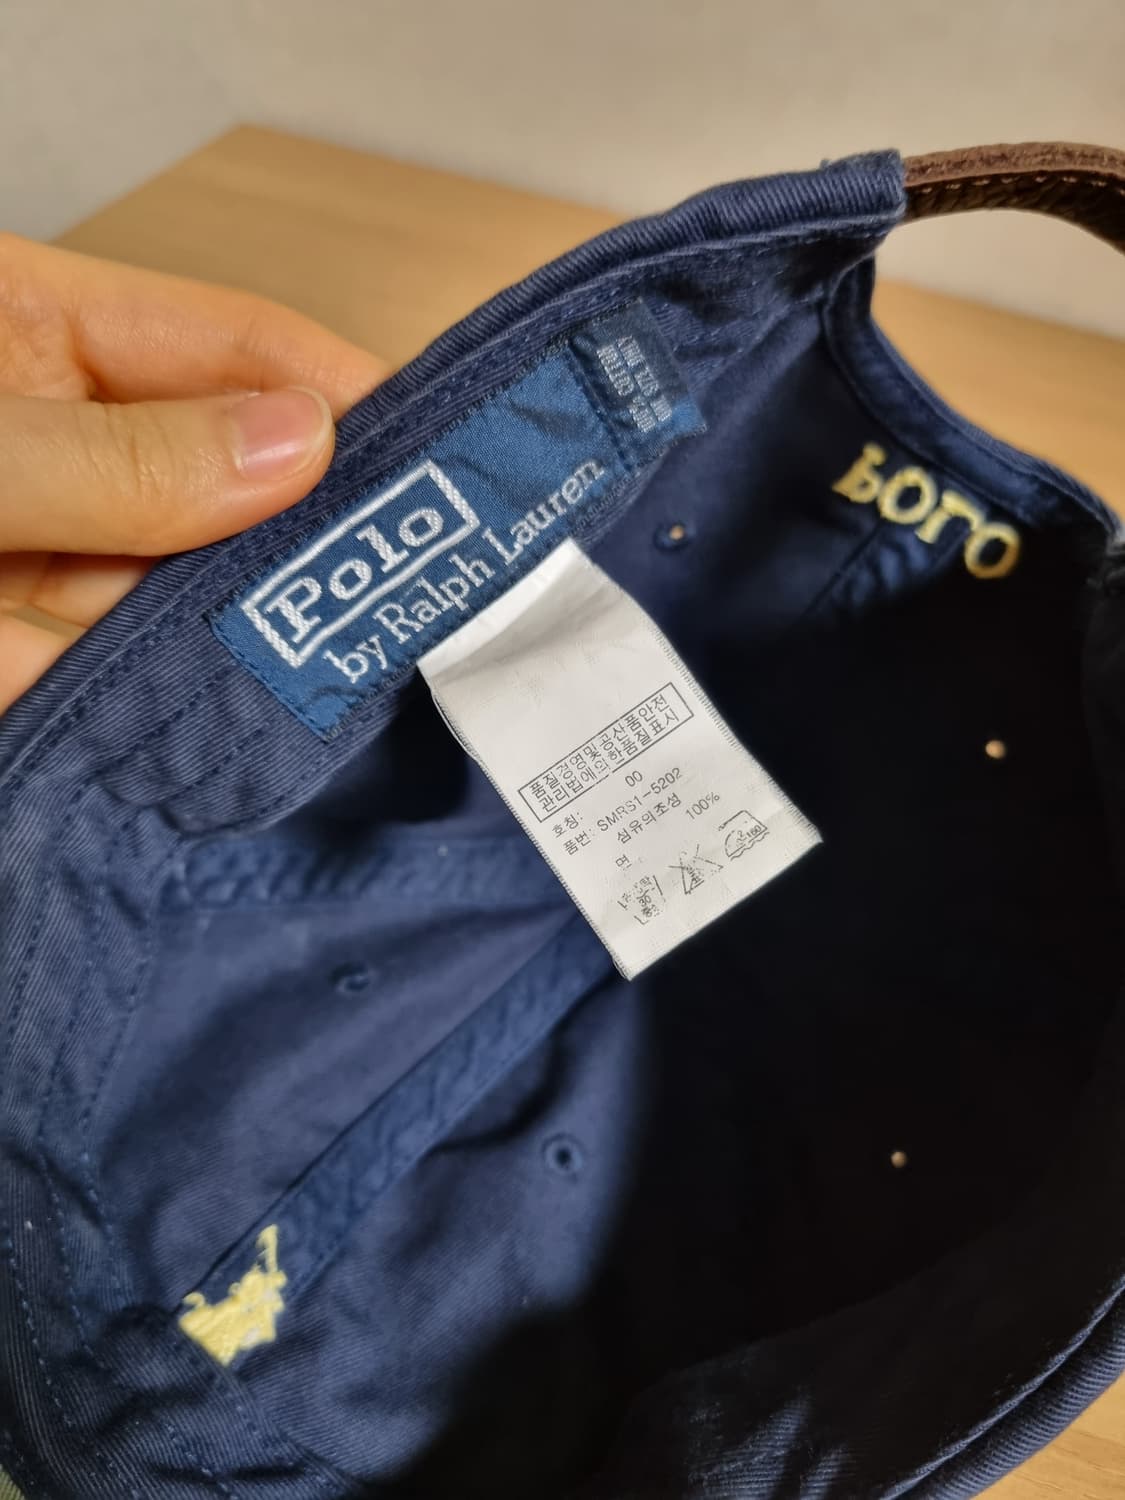 Polo
by Ralph Lauren
POLO
품질경영및공산품안전
관리법에의한품질표시
호칭: 00
품번: SMRS1-5202
섬유의조성
면 100%